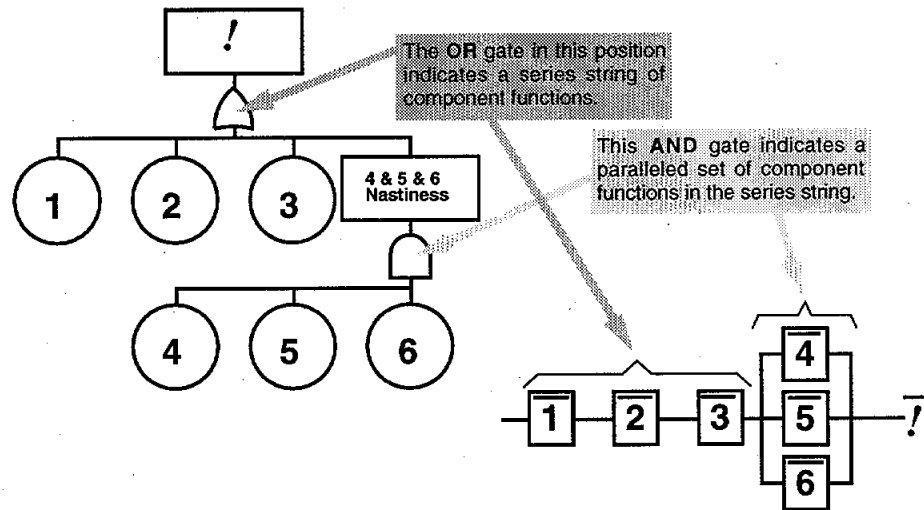 !
The OR gate in this position
indicates a series string of
component functions.
This AND gate indicates a
paralleled set of component
functions in the series string.
1 2 3
4 & 5 & 6
Nastiness
4 5 6
4
1 2 3 5 !
6